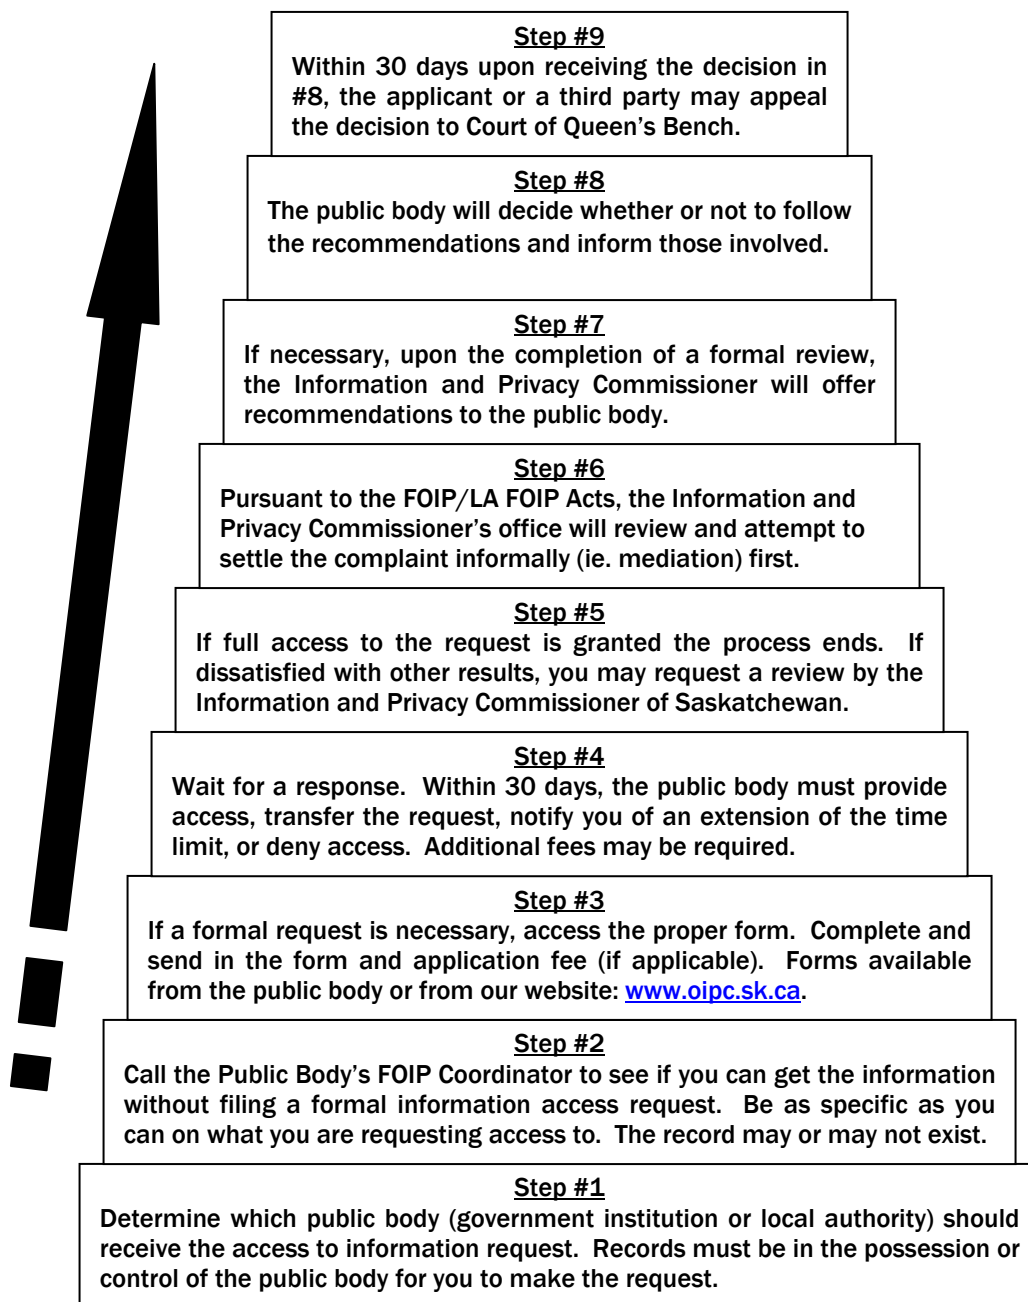 Step #9
Within 30 days upon receiving the decision in
#8, the applicant or a third party may appeal
the decision to Court of Queen's Bench.
Step #8
The public body will decide whether or not to follow
the recommendations and inform those involved.
Step #7
If necessary, upon the completion of a formal review,
the Information and Privacy Commissioner will offer
recommendations to the public body.
Step #6
Pursuant to the FOIP/LA FOIP Acts, the Information and
Privacy Commissioner's office will review and attempt to
settle the complaint informally (ie. mediation) first.
Step #5
If full access to the request is granted the process ends. If
dissatisfied with other results, you may request a review by the
Information and Privacy Commissioner of Saskatchewan.
Step #4
Wait for a response. Within 30 days, the public body must provide
access, transfer the request, notify you of an extension of the time
limit, or deny access. Additional fees may be required.
Step #3
If a formal request is necessary, access the proper form. Complete and
send in the form and application fee (if applicable). Forms available
from the public body or from our website: www.oipc.sk.ca.
Step #2
Call the Public Body's FOIP Coordinator to see if you can get the information
without filing a formal information access request. Be as specific as you
can on what you are requesting access to. The record may or may not exist.
Step #1
Determine which public body (government institution or local authority) should
receive the access to information request. Records must be in the possession or
control of the public body for you to make the request.